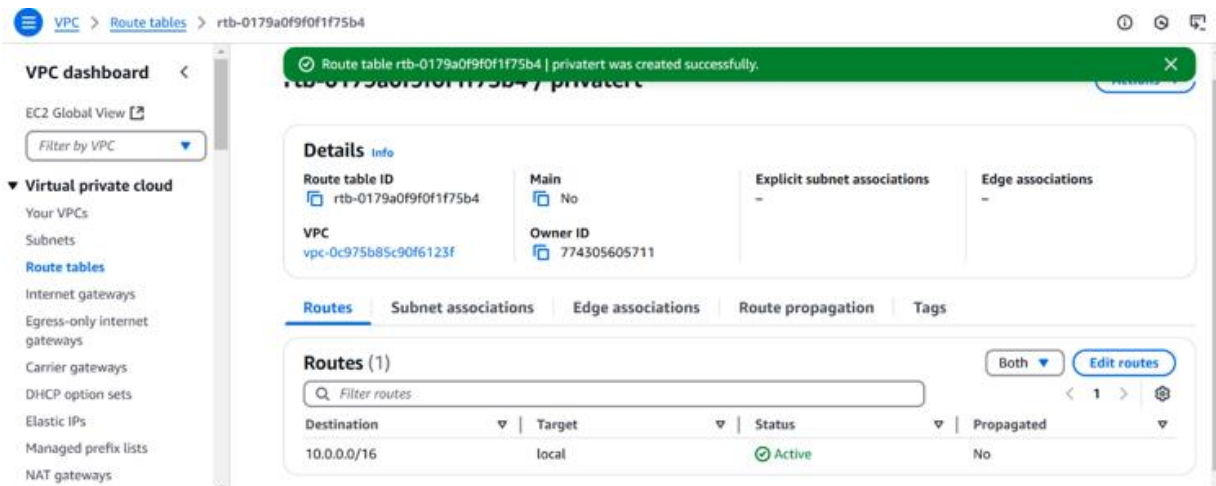 VPC > Route tables > rtb-0179a0f9f0f1f75b4
VPC dashboard
EC2 Global View
Filter by VPC
Virtual private cloud
Your VPCs
Subnets
Route tables
Internet gateways
Egress-only internet
gateways
Carrier gateways
DHCP option sets
Elastic IPs
Managed prefix lists
NAT gateways
Route table rtb-0179a0f9f0f1f75b4 | privatert was created successfully.
rtb-0179a0f9f0f1f75b4 / privatert
Actions
Details Info
Route table ID
rtb-0179a0f9f0f1f75b4
Main
No
Explicit subnet associations
–
Edge associations
–
VPC
vpc-0c975b85c90f6123f
Owner ID
774305605711
Routes Subnet associations Edge associations Route propagation Tags
Routes (1)
Both
Edit routes
Filter routes
< 1 >
Destination Target Status Propagated
10.0.0.0/16 local Active No